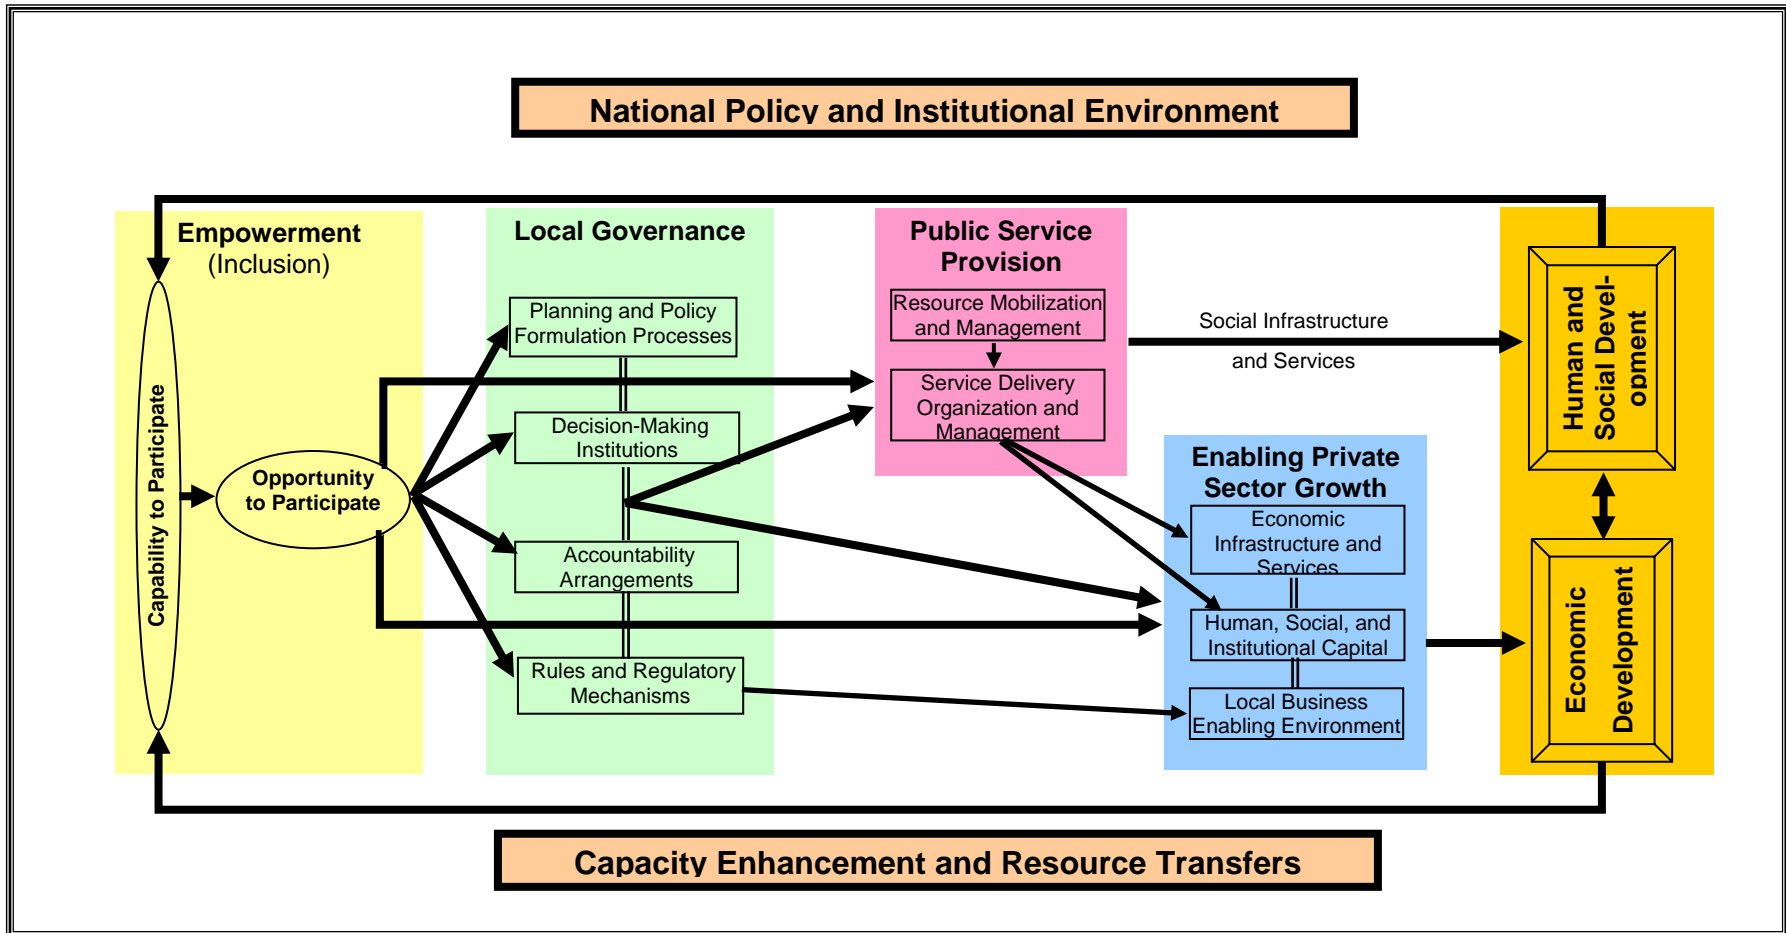 National Policy and Institutional Environment
Empowerment
(Inclusion)
Capability to Participate
Opportunity
to Participate
Local Governance
Planning and Policy
Formulation Processes
Decision-Making
Institutions
Accountability
Arrangements
Rules and Regulatory
Mechanisms
Public Service
Provision
Resource Mobilization
and Management
Service Delivery
Organization and
Management
Social Infrastructure
and Services
Enabling Private
Sector Growth
Economic
Infrastructure and
Services
Human, Social, and
Institutional Capital
Local Business
Enabling Environment
Human and
Social Devel-
opment
Economic
Development
Capacity Enhancement and Resource Transfers